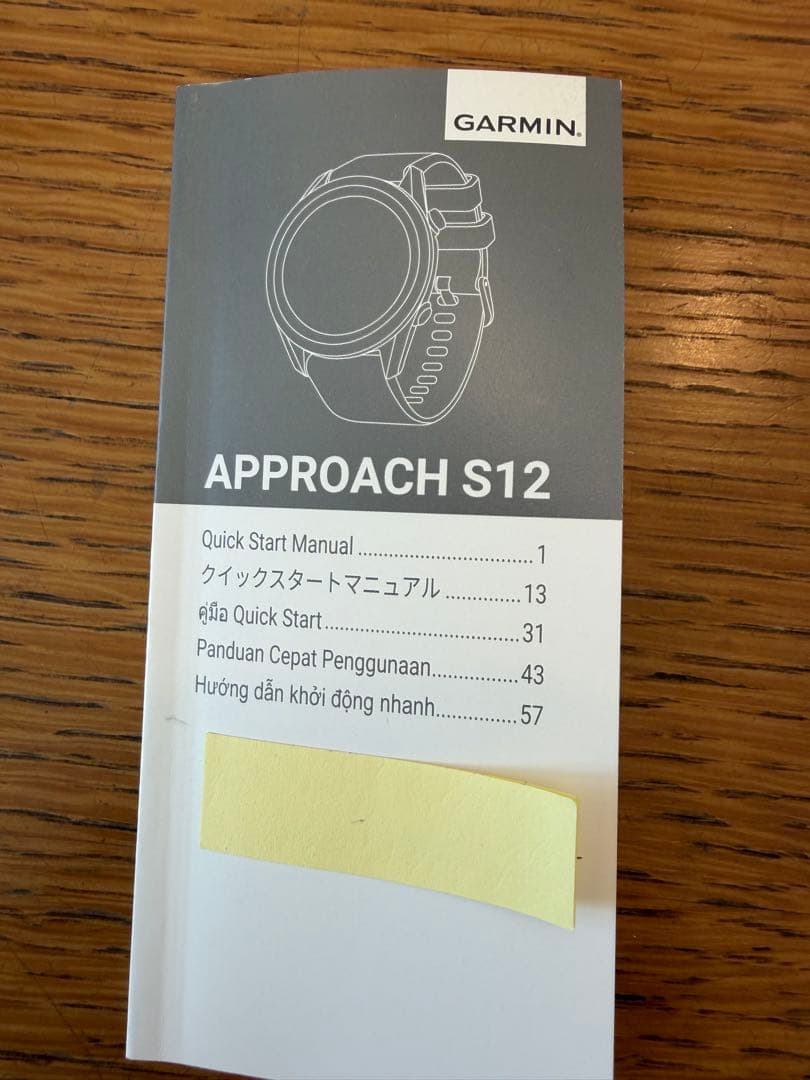 GARMIN®
APPROACH S12
Quick Start Manual ................................... 1
クイックスタートマニュアル ...............13
คู่มือ Quick Start......................................31
Panduan Cepat Penggunaan.................43
Hướng dẫn khởi động nhanh................57